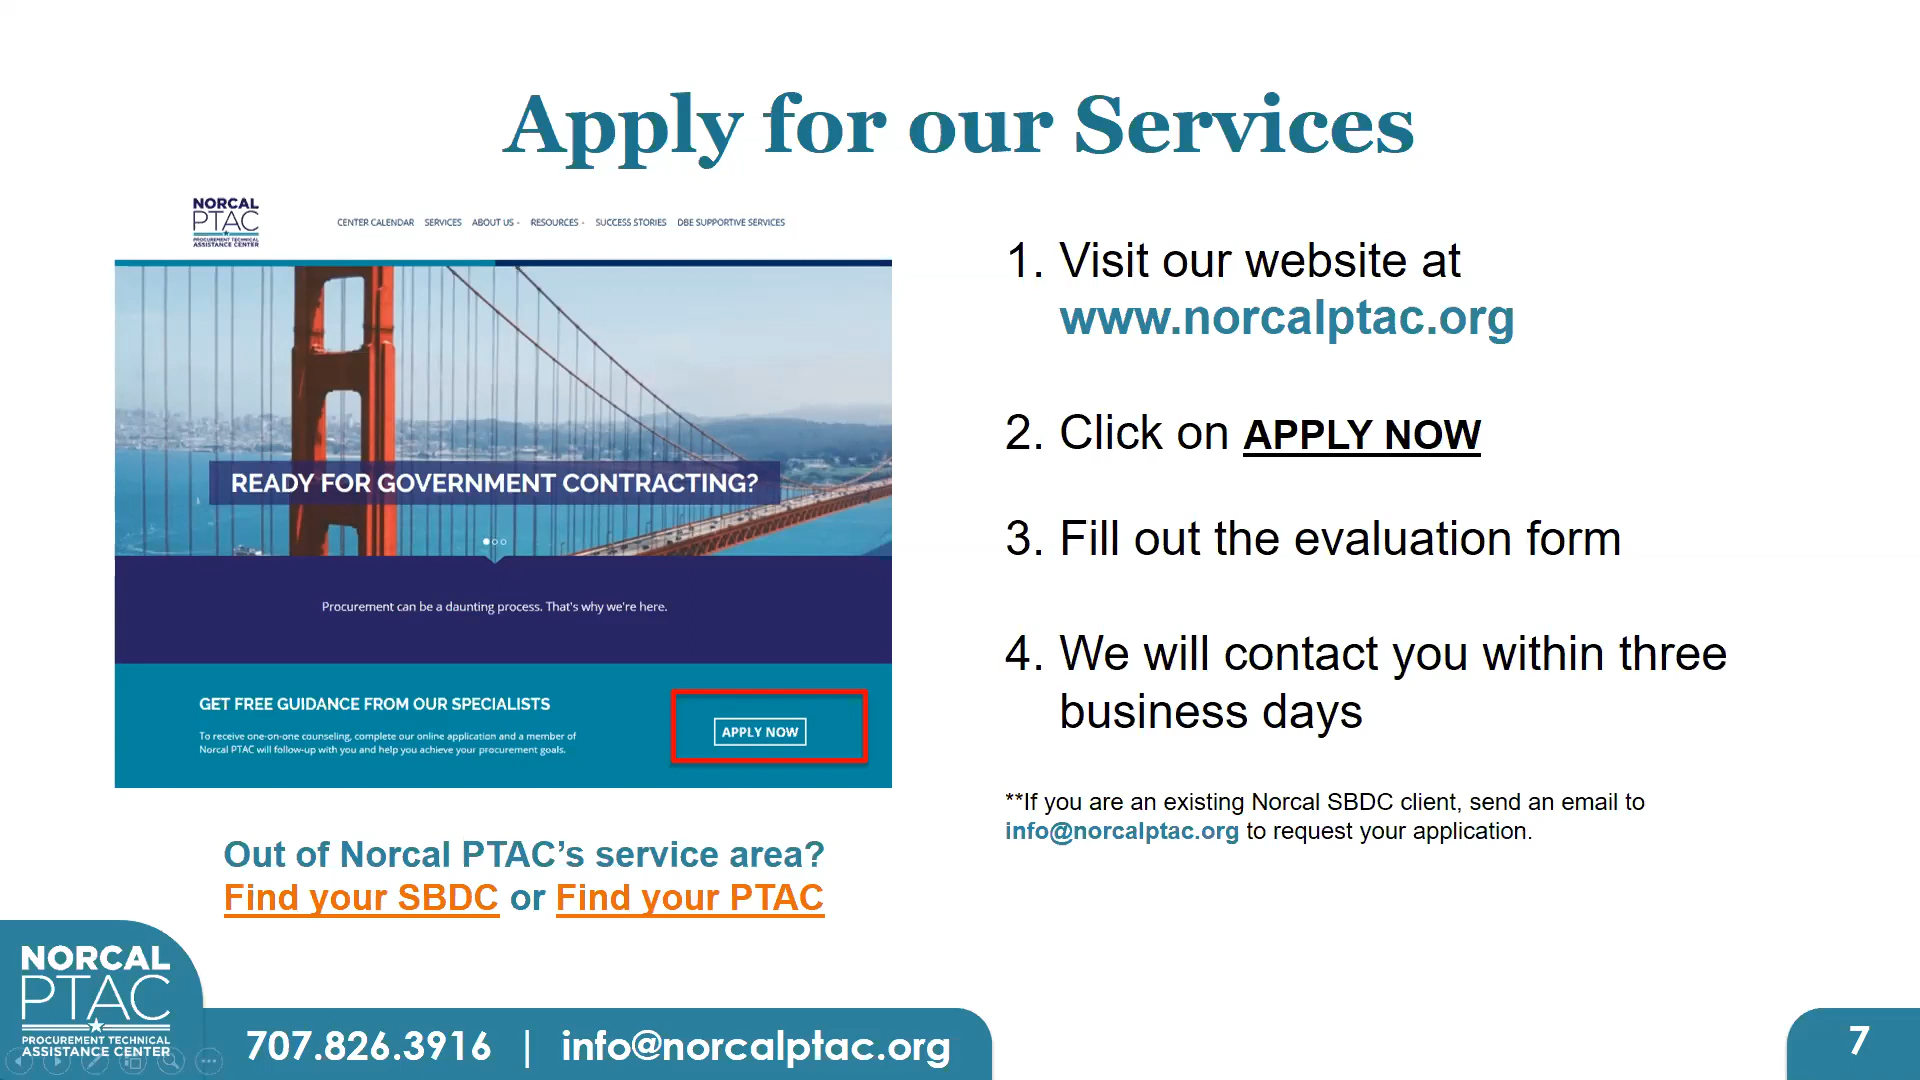 Apply for our Services
NORCAL
PTAC
PROCUREMENT TECHNICAL
ASSISTANCE CENTER
CENTER CALENDAR SERVICES ABOUT US RESOURCES SUCCESS STORIES DBE SUPPORTIVE SERVICES
READY FOR GOVERNMENT CONTRACTING?
Procurement can be a daunting process. That's why we're here.
GET FREE GUIDANCE FROM OUR SPECIALISTS
To receive one-on-one counseling, complete our online application and a member of
Norcal PTAC will follow-up with you and help you achieve your procurement goals.
APPLY NOW
Out of Norcal PTAC’s service area?
Find your SBDC or Find your PTAC
1. Visit our website at
www.norcalptac.org
2. Click on APPLY NOW
3. Fill out the evaluation form
4. We will contact you within three
business days
**If you are an existing Norcal SBDC client, send an email to
info@norcalptac.org to request your application.
NORCAL
PTAC
PROCUREMENT TECHNICAL
ASSISTANCE CENTER
707.826.3916 | info@norcalptac.org
7